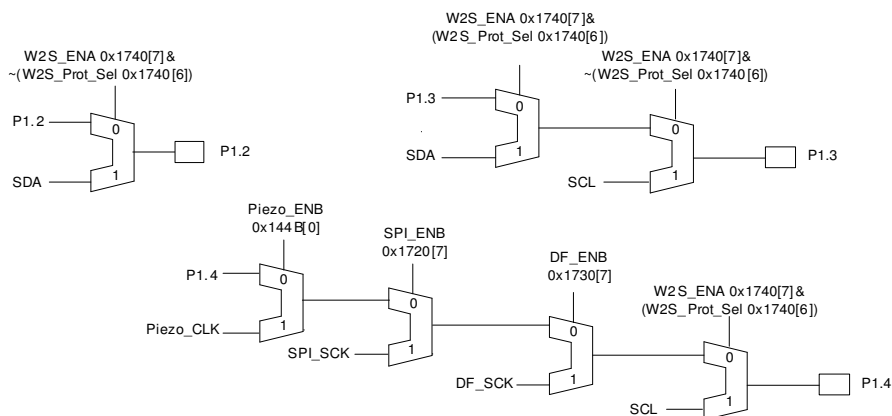 W2S_ENA 0x1740[7]&
~(W2S_Prot_Sel 0x1740[6])
P1.2
0
SDA
1
P1.2
W2S_ENA 0x1740[7]&
(W2S_Prot_Sel 0x1740[6])
P1.3
0
SDA
1
W2S_ENA 0x1740[7]&
~(W2S_Prot_Sel 0x1740[6])
0
SCL
1
P1.3
Piezo_ENB
0x144B[0]
P1.4
0
Piezo_CLK
1
SPI_ENB
0x1720[7]
0
SPI_SCK
1
DF_ENB
0x1730[7]
0
DF_SCK
1
W2S_ENA 0x1740[7]&
(W2S_Prot_Sel 0x1740[6])
0
SCL
1
P1.4